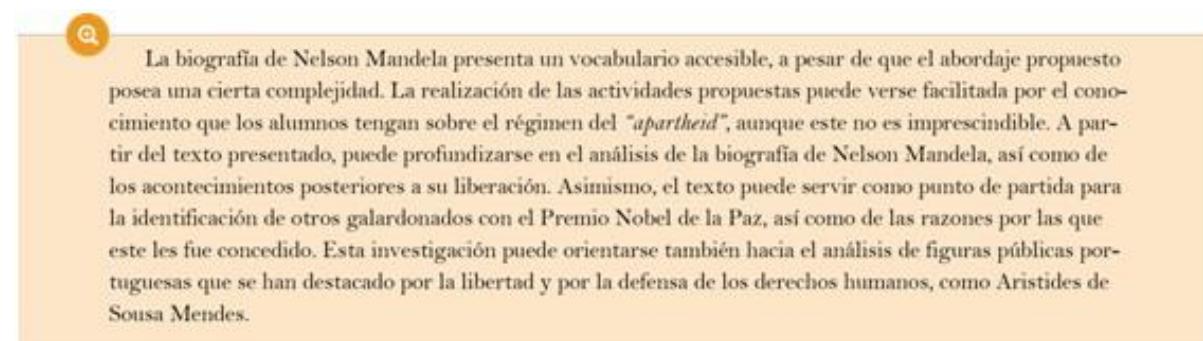 La biografía de Nelson Mandela presenta un vocabulario accesible, a pesar de que el abordaje propuesto
posea una cierta complejidad. La realización de las actividades propuestas puede verse facilitada por el cono-
cimiento que los alumnos tengan sobre el régimen del "apartheid", aunque este no es imprescindible. A par-
tir del texto presentado, puede profundizarse en el análisis de la biografía de Nelson Mandela, así como de
los acontecimientos posteriores a su liberación. Asimismo, el texto puede servir como punto de partida para
la identificación de otros galardonados con el Premio Nobel de la Paz, así como de las razones por las que
este les fue concedido. Esta investigación puede orientarse también hacia el análisis de figuras públicas por-
tuguesas que se han destacado por la libertad y por la defensa de los derechos humanos, como Aristides de
Sousa Mendes.